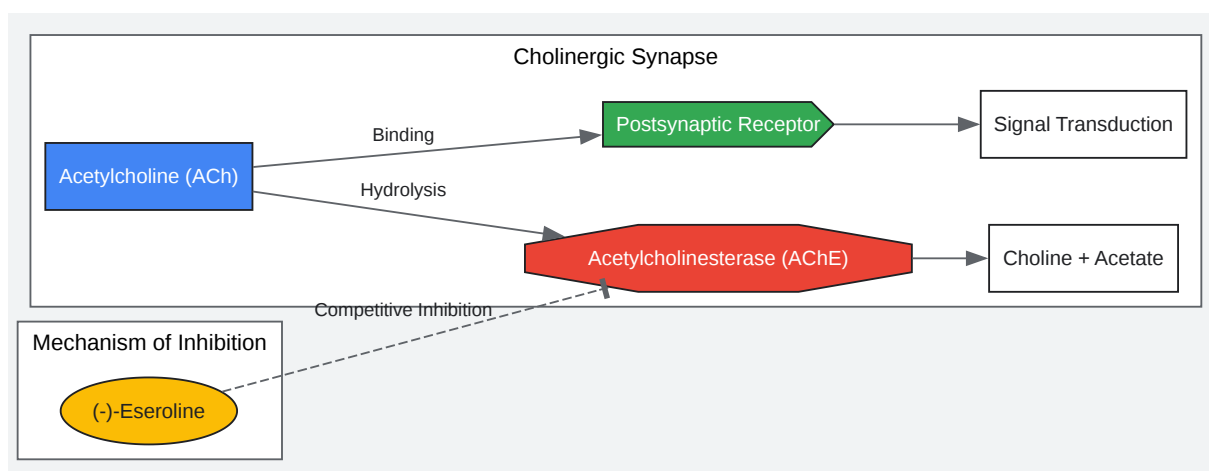 Cholinergic Synapse
Binding
Postsynaptic Receptor
Signal Transduction
Acetylcholine (ACh)
Hydrolysis
Acetylcholinesterase (AChE)
Choline + Acetate
Competitive Inhibition
Mechanism of Inhibition
(-)-Eseroline